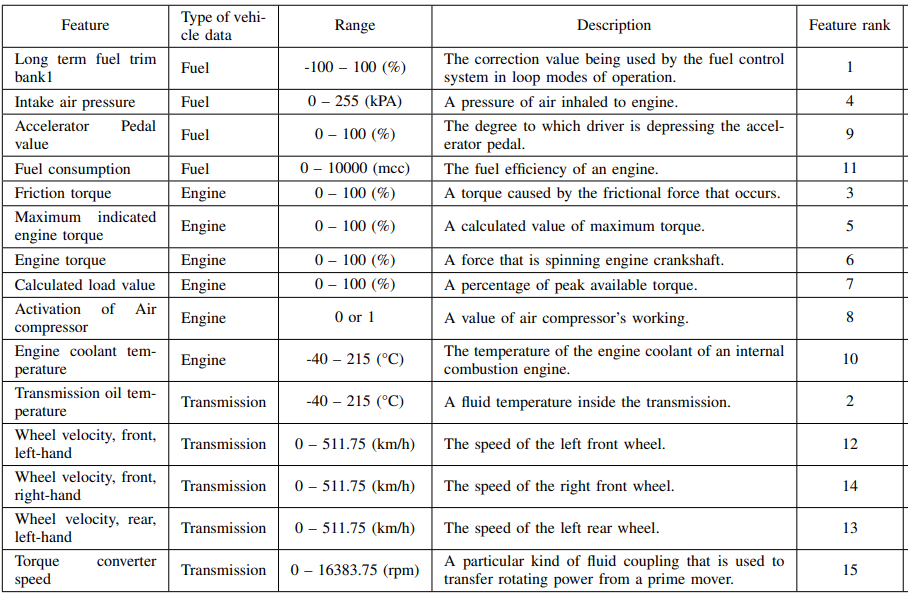 Feature
Type of vehi-
cle data
Range
Description
Feature rank
Long term fuel trim
bank1
Fuel
-100 – 100 (%)
The correction value being used by the fuel control
system in loop modes of operation.
1
Intake air pressure
Fuel
0 – 255 (kPA)
A pressure of air inhaled to engine.
4
Accelerator Pedal
value
Fuel
0 – 100 (%)
The degree to which driver is depressing the accel-
erator pedal.
9
Fuel consumption
Fuel
0 – 10000 (mcc)
The fuel efficiency of an engine.
11
Friction torque
Engine
0 – 100 (%)
A torque caused by the frictional force that occurs.
3
Maximum indicated
engine torque
Engine
0 – 100 (%)
A calculated value of maximum torque.
5
Engine torque
Engine
0 – 100 (%)
A force that is spinning engine crankshaft.
6
Calculated load value
Engine
0 – 100 (%)
A percentage of peak available torque.
7
Activation of Air
compressor
Engine
0 or 1
A value of air compressor's working.
8
Engine coolant tem-
perature
Engine
-40 – 215 (°C)
The temperature of the engine coolant of an internal
combustion engine.
10
Transmission oil tem-
perature
Transmission
-40 – 215 (°C)
A fluid temperature inside the transmission.
2
Wheel velocity, front,
left-hand
Transmission
0 – 511.75 (km/h)
The speed of the left front wheel.
12
Wheel velocity, front,
right-hand
Transmission
0 – 511.75 (km/h)
The speed of the right front wheel.
14
Wheel velocity, rear,
left-hand
Transmission
0 – 511.75 (km/h)
The speed of the left rear wheel.
13
Torque converter
speed
Transmission
0 – 16383.75 (rpm)
A particular kind of fluid coupling that is used to
transfer rotating power from a prime mover.
15